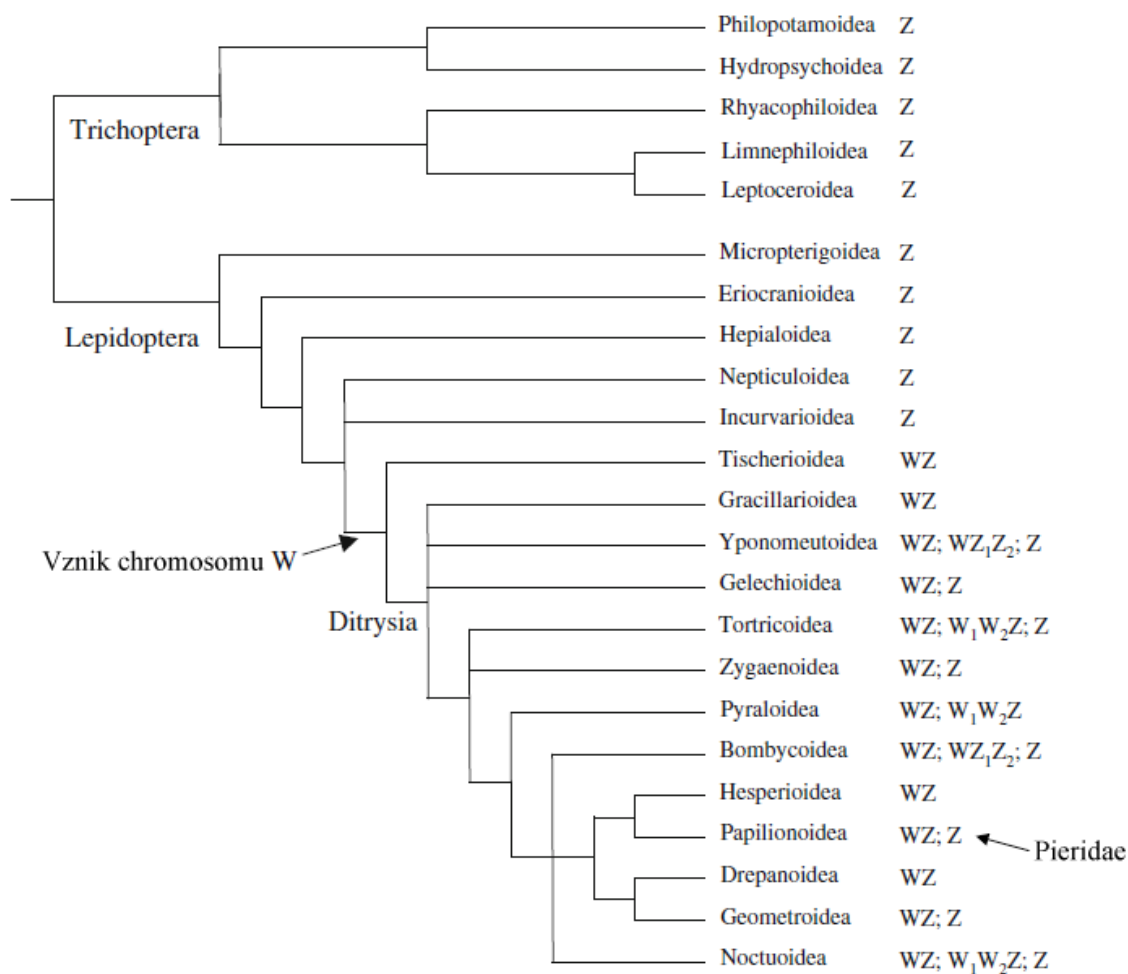 Philopotamoidea Z
Hydropsychoidea Z
Rhyacophiloidea Z
Trichoptera
Limnephiloidea Z
Leptoceroidea Z
Micropterigoidea Z
Eriocranioidea Z
Lepidoptera
Hepialoidea Z
Nepticuloidea Z
Incurvarioidea Z
Tischerioidea WZ
Gracillarioidea WZ
Yponomeutoidea WZ; WZ₁Z₂; Z
Vznik chromosomu W
Gelechioidea WZ; Z
Ditrysia
Tortricoidea WZ; W₁W₂Z; Z
Zygaenoidea WZ; Z
Pyraloidea WZ; W₁W₂Z
Bombycoidea WZ; WZ₁Z₂; Z
Hesperioidea WZ
Papilionoidea WZ; Z
Pieridae
Drepanoidea WZ
Geometroidea WZ; Z
Noctuoidea WZ; W₁W₂Z; Z